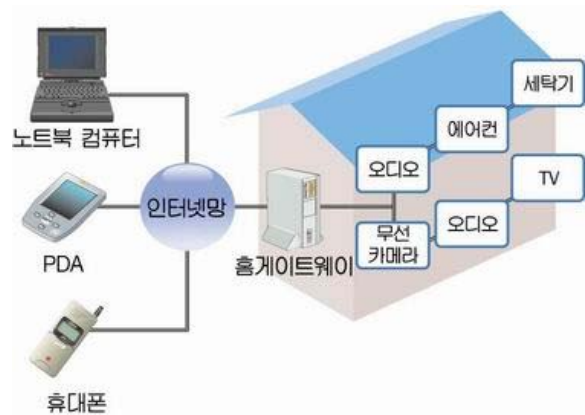 노트북 컴퓨터
PDA
휴대폰
인터넷망
홈게이트웨이
오디오
에어컨
세탁기
무선
카메라
오디오
TV